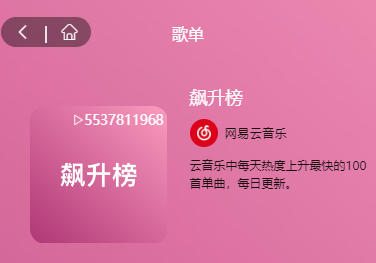 歌单
飙升榜
▷5537811968
网易云音乐
飙升榜
云音乐中每天热度上升最快的100
首单曲，每日更新。